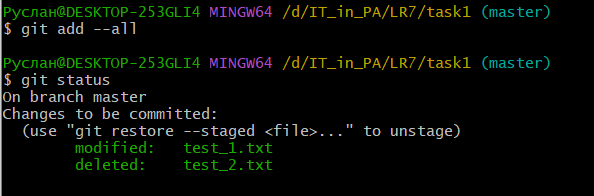 Руслан@DESKTOP-253GLI4 MINGW64 /d/IT_in_PA/LR7/task1 (master)
$ git add --all
Руслан@DESKTOP-253GLI4 MINGW64 /d/IT_in_PA/LR7/task1 (master)
$ git status
On branch master
Changes to be committed:
  (use "git restore --staged <file>..." to unstage)
        modified:   test_1.txt
        deleted:    test_2.txt